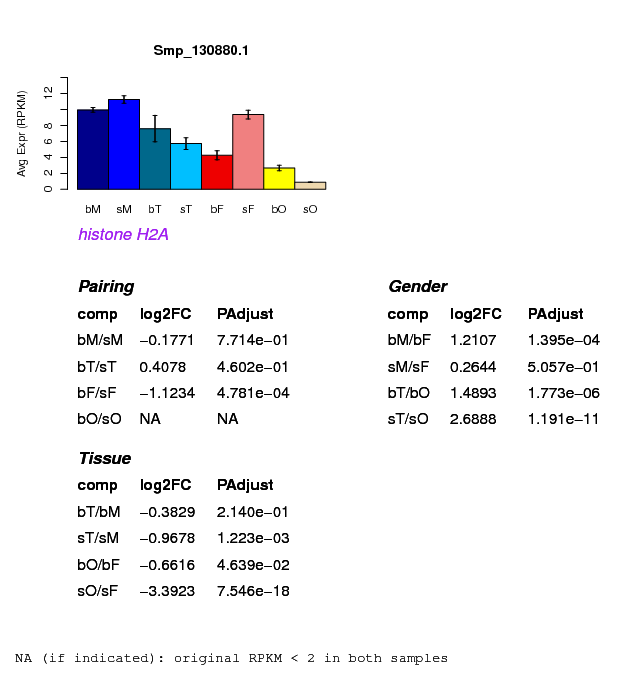 Smp_130880.1
Avg Expr (RPKM)
0 2 4 6 8 12
bM sM bT sT bF sF bO sO
histone H2A
Pairing
comp log2FC PAdjust
bM/sM −0.1771 7.714e−01
bT/sT 0.4078 4.602e−01
bF/sF −1.1234 4.781e−04
bO/sO NA NA
Gender
comp log2FC PAdjust
bM/bF 1.2107 1.395e−04
sM/sF 0.2644 5.057e−01
bT/bO 1.4893 1.773e−06
sT/sO 2.6888 1.191e−11
Tissue
comp log2FC PAdjust
bT/bM −0.3829 2.140e−01
sT/sM −0.9678 1.223e−03
bO/bF −0.6616 4.639e−02
sO/sF −3.3923 7.546e−18
NA (if indicated): original RPKM < 2 in both samples